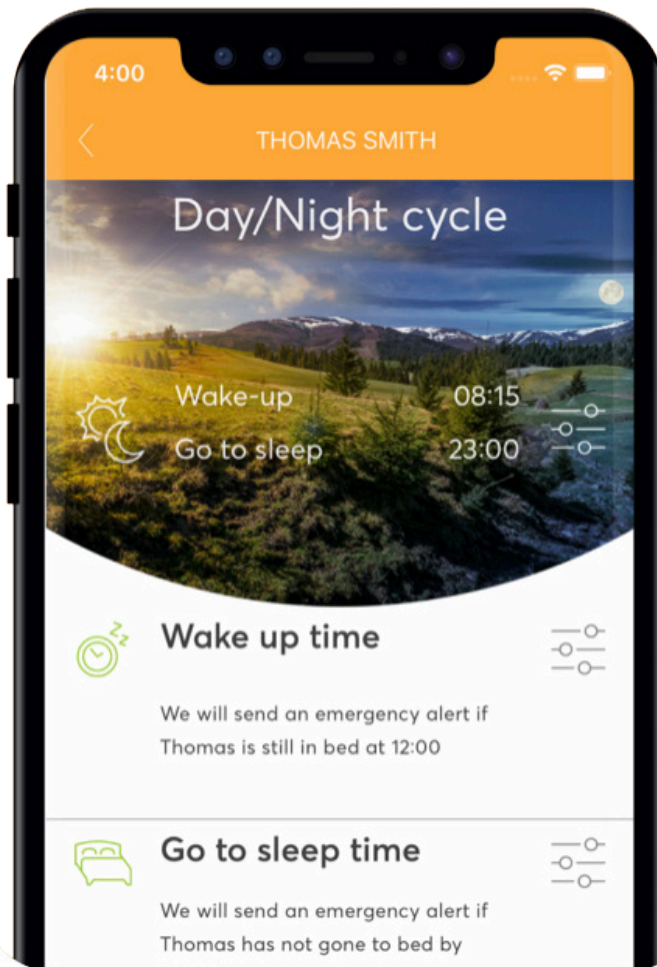 4:00
THOMAS SMITH
Day/Night cycle
Wake-up 08:15
Go to sleep 23:00
Wake up time
We will send an emergency alert if
Thomas is still in bed at 12:00
Go to sleep time
We will send an emergency alert if
Thomas has not gone to bed by